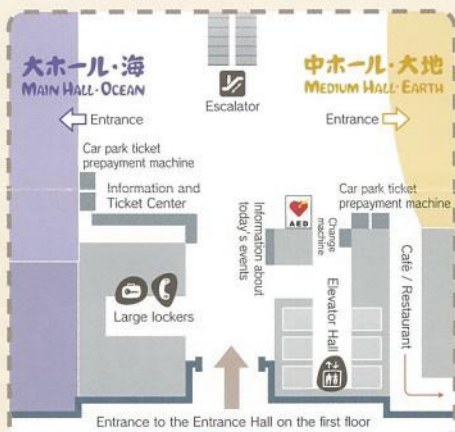 大ホール・海
MAIN HALL・OCEAN
Entrance
Escalator
中ホール・大地
MEDIUM HALL・EARTH
Entrance
Car park ticket
prepayment machine
Information and
Ticket Center
Information about
today's events
AED
Change
machine
Car park ticket
prepayment machine
Large lockers
Elevator Hall
Café / Restaurant
Entrance to the Entrance Hall on the first floor